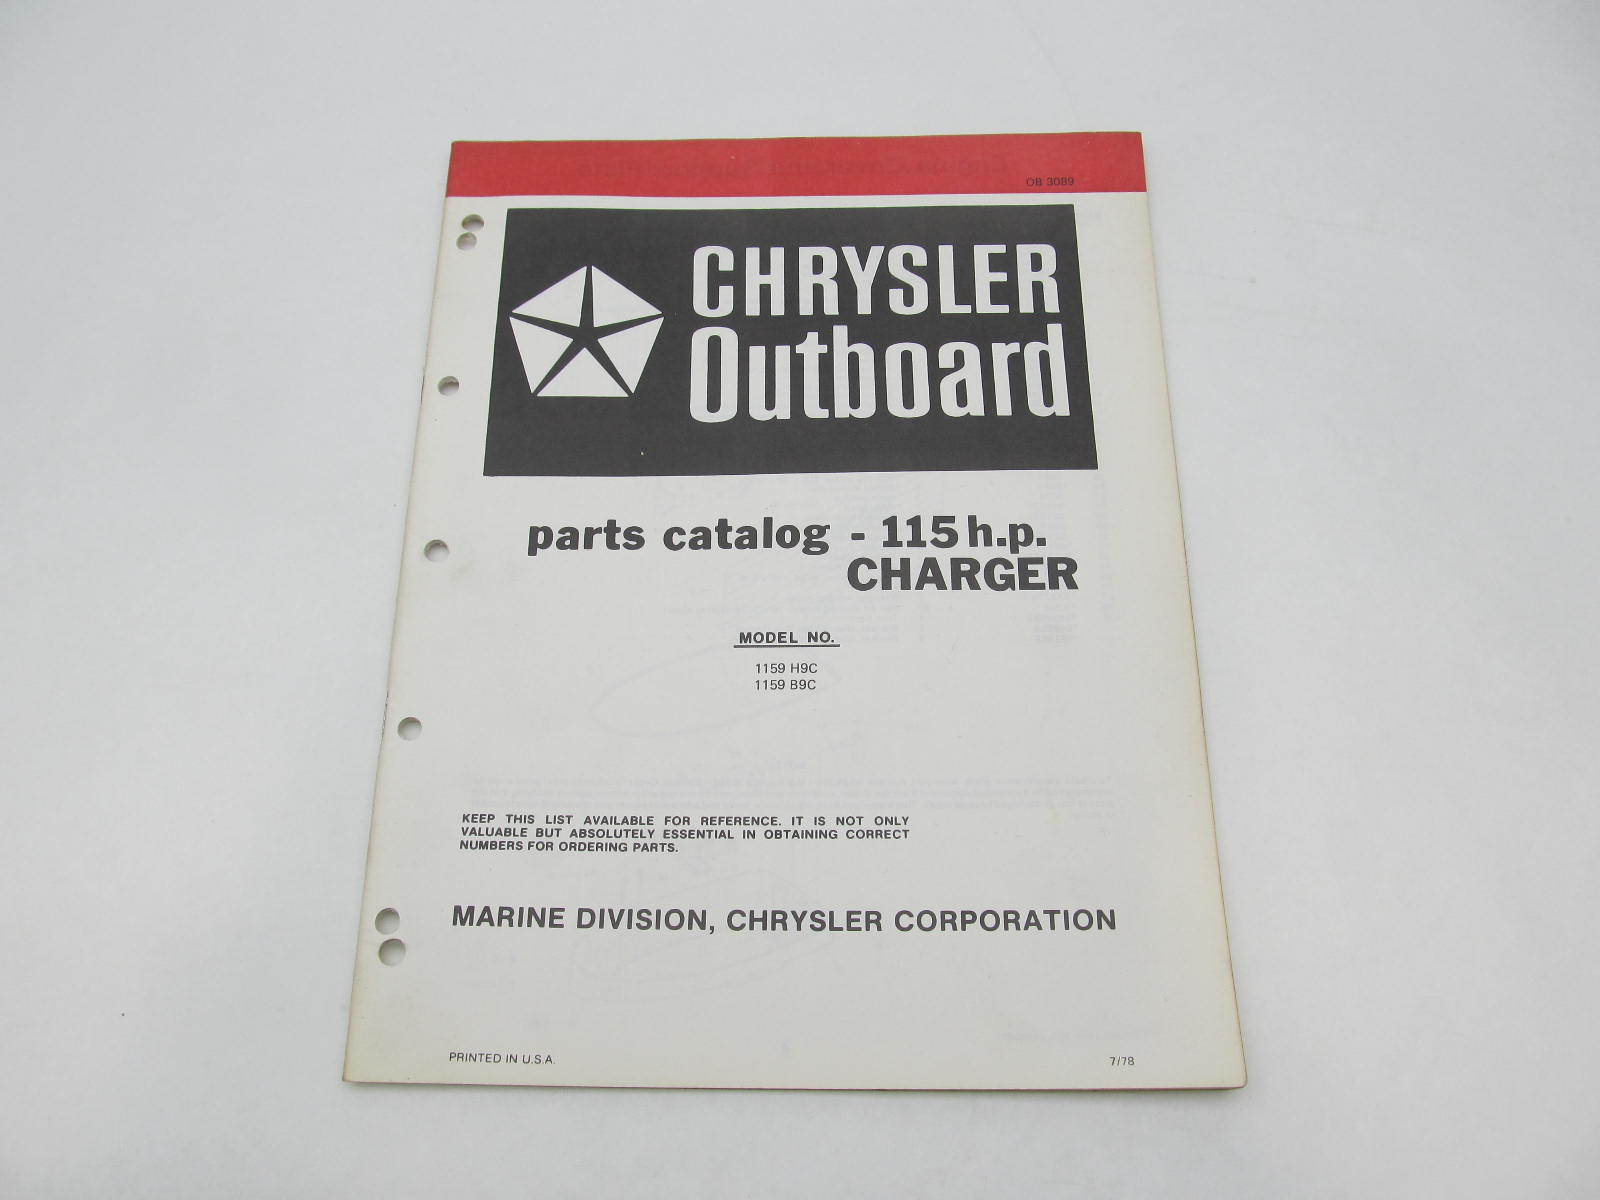 OB 3089
CHRYSLER
Outboard
parts catalog - 115 h.p.
CHARGER
MODEL NO.
1159 H9C
1159 B9C
KEEP THIS LIST AVAILABLE FOR REFERENCE. IT IS NOT ONLY
VALUABLE BUT ABSOLUTELY ESSENTIAL IN OBTAINING CORRECT
NUMBERS FOR ORDERING PARTS.
MARINE DIVISION, CHRYSLER CORPORATION
PRINTED IN U.S.A.
7/78